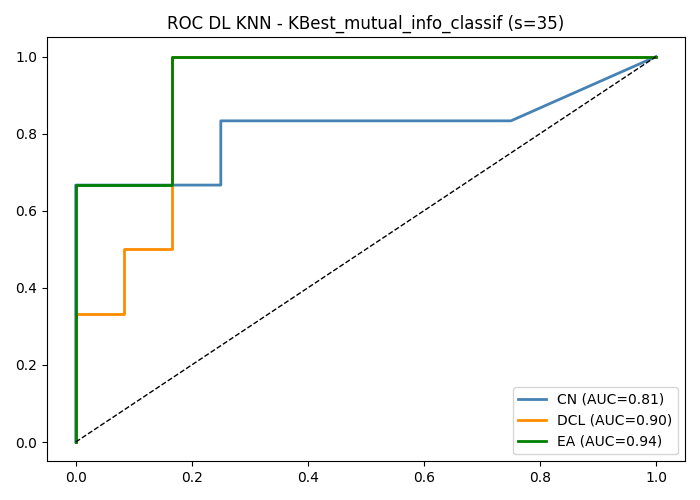 ROC DL KNN - KBest_mutual_info_classif (s=35)
1.0
0.8
0.6
0.4
0.2
0.0
0.0 0.2 0.4 0.6 0.8 1.0
CN (AUC=0.81)
DCL (AUC=0.90)
EA (AUC=0.94)